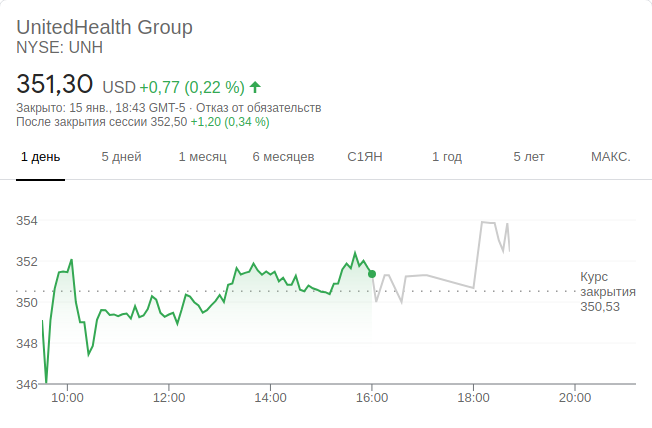 UnitedHealth Group
NYSE: UNH
351,30 USD +0,77 (0,22 %)
Закрыто: 15 янв., 18:43 GMT-5 · Отказ от обязательств
После закрытия сессии 352,50 +1,20 (0,34 %)
1 день 5 дней 1 месяц 6 месяцев С1ЯН 1 год 5 лет МАКС.
354
352
350
348
346
Курс
закрытия
350,53
10:00 12:00 14:00 16:00 18:00 20:00